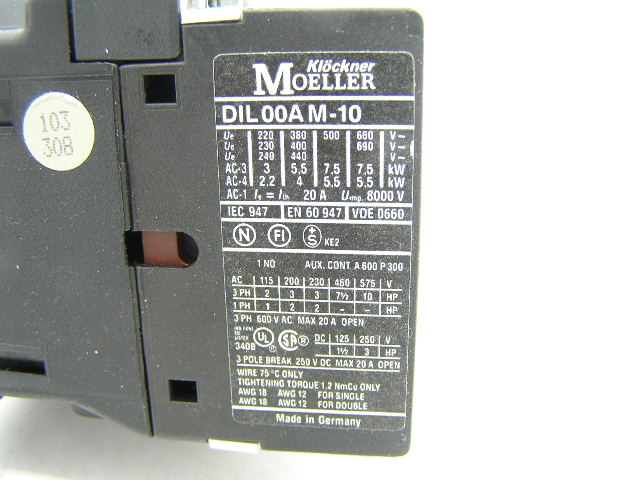 103
308
Klöckner
MOELLER
DIL 00A M-10
Ue 220 380 500 660 V~
Ue 230 400 690 V~
Ue 240 440 V~
AC-3 3 5.5 7.5 7.5 kW
AC-4 2.2 4 5.5 5.5 kW
AC-1 Ie = Ith 20 A Uimp. 8000 V
IEC 947 EN 60 947 VDE 0660
N FI +S KE2
1 NO AUX. CONT. A 600 P 300
AC 115 200 230 460 575 V
3 PH 2 3 3 7½ 10 HP
1 PH 1 2 2 – – HP
3 PH 600 V AC MAX 20 A OPEN
IND CONT EQ LISTED 340B UL SA ® DC 125 250 V
1½ 3 HP
3 POLE BREAK 250 V DC MAX 20 A OPEN
WIRE 75 °C ONLY
TIGHTENING TORQUE 1.2 NmCu ONLY
AWG 18 AWG 12 FOR SINGLE
AWG 18 AWG 12 FOR DOUBLE
Made in Germany